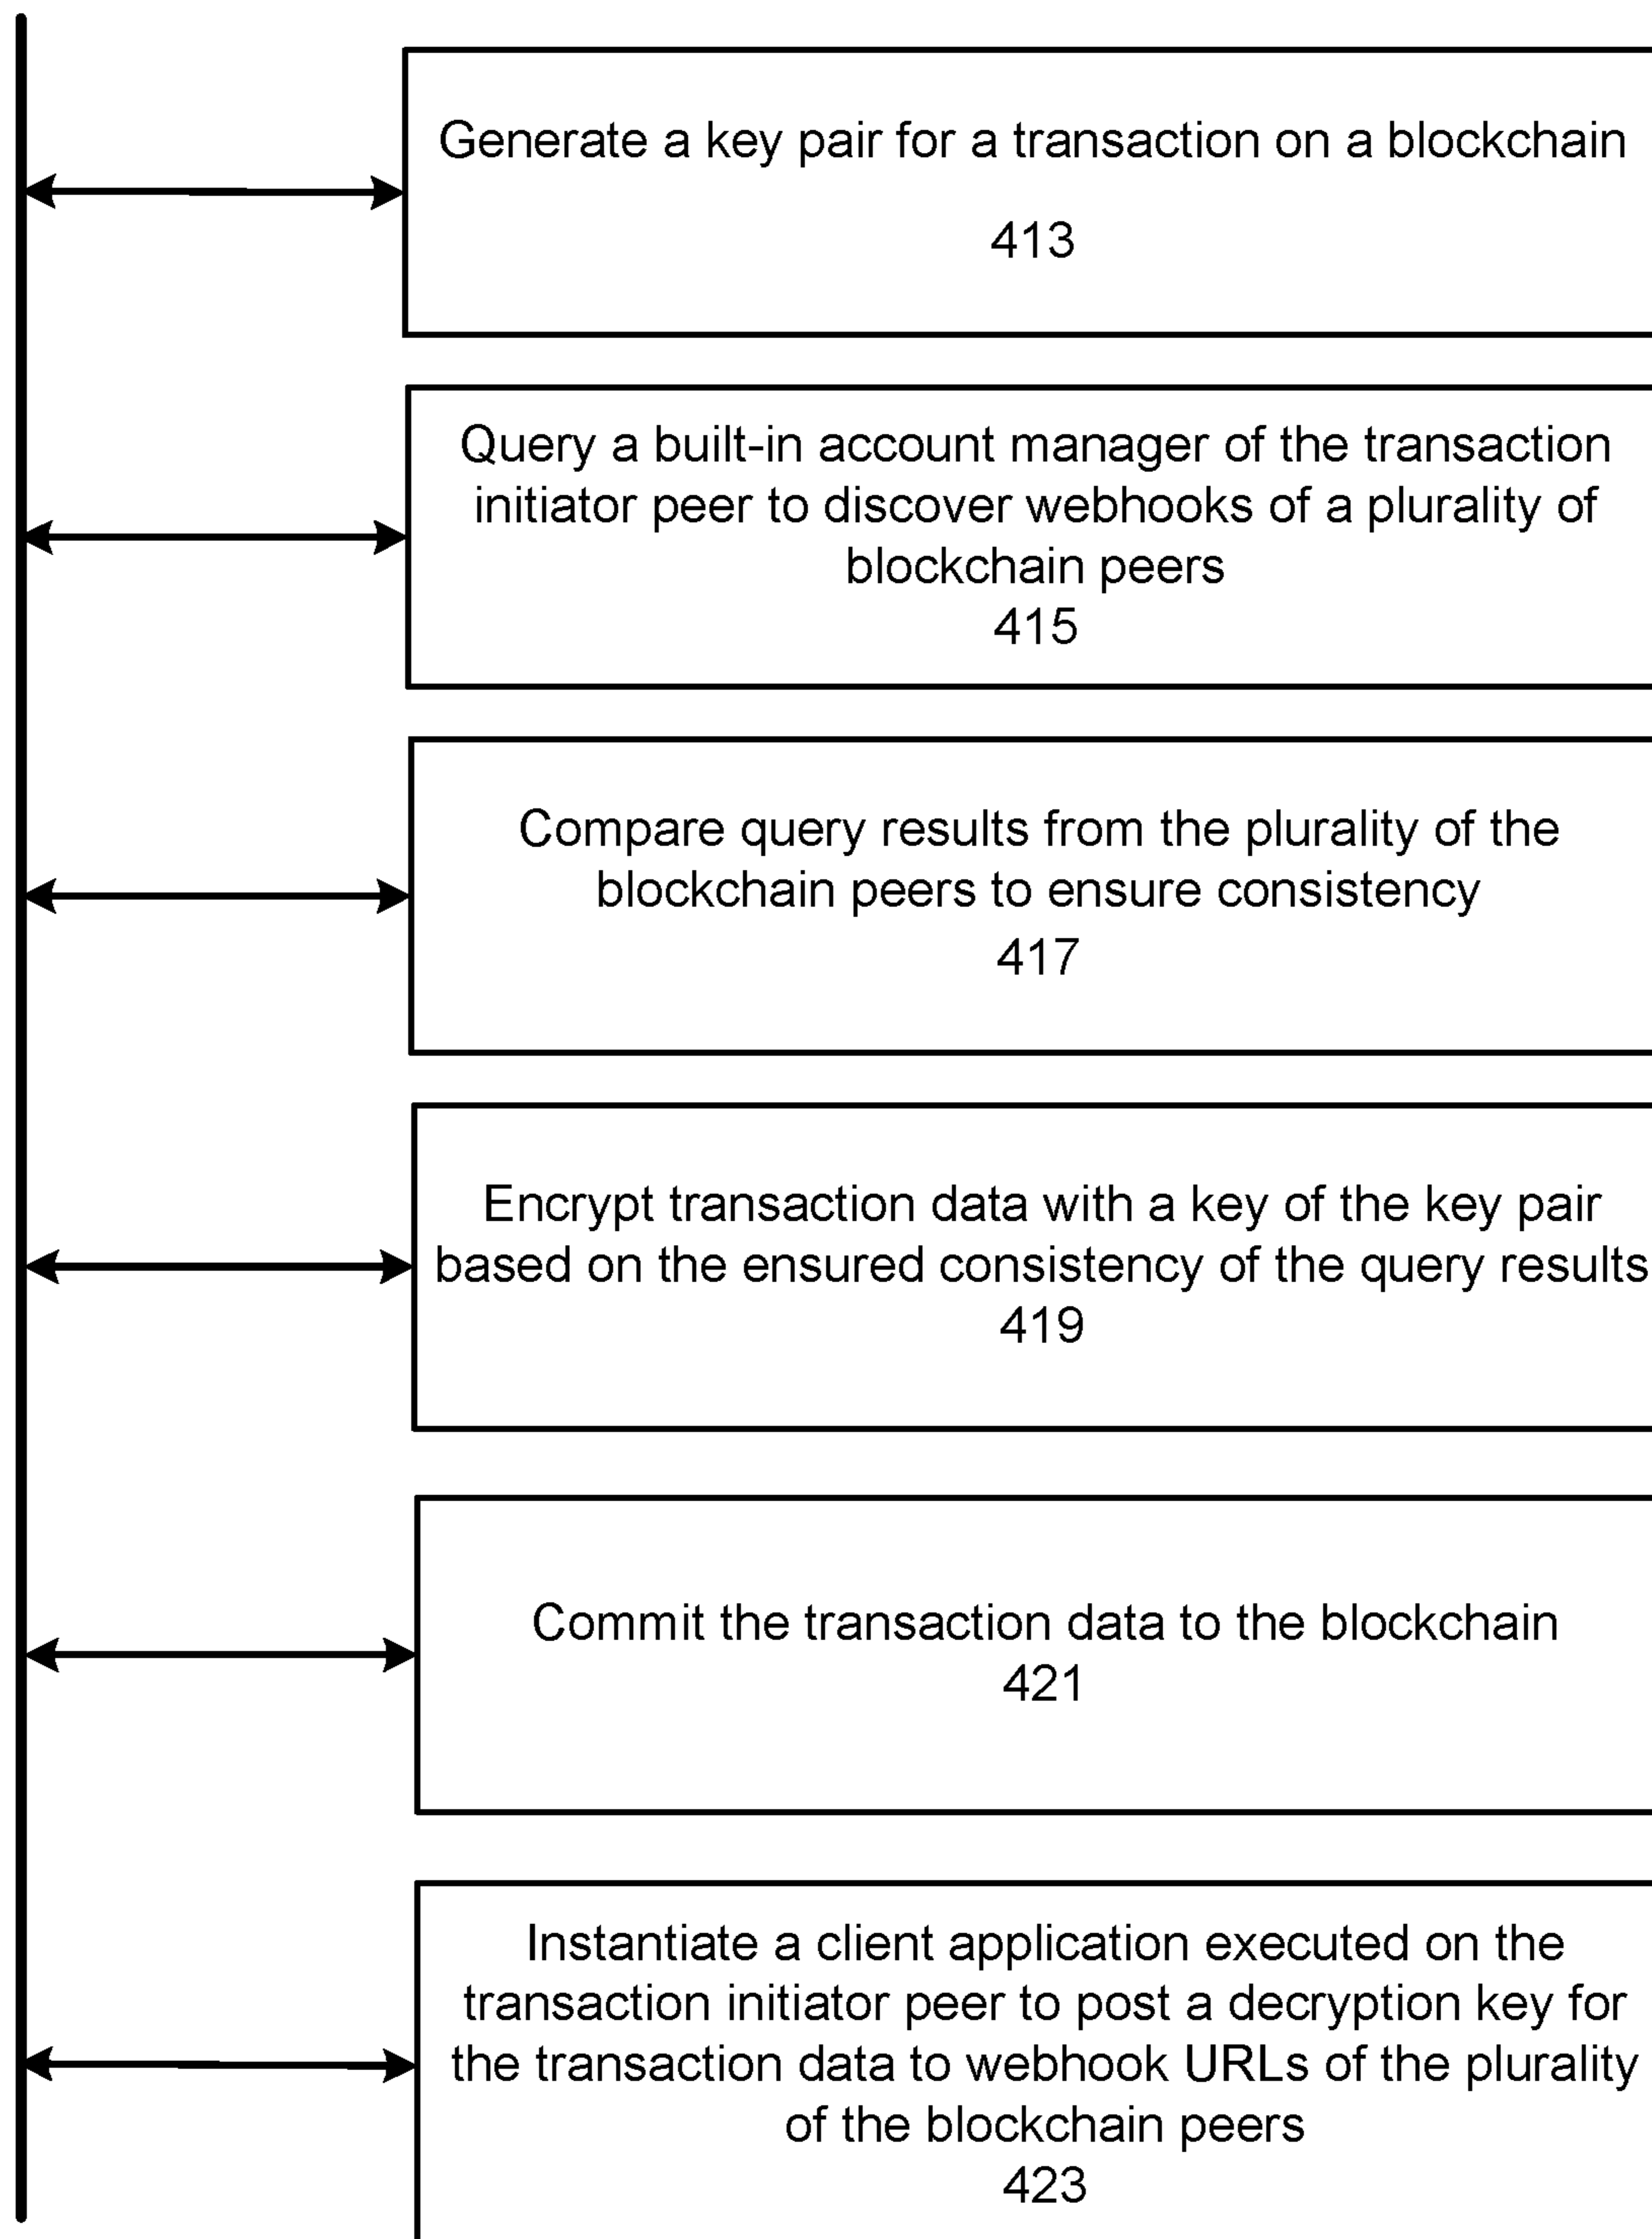 Generate a key pair for a transaction on a blockchain
413
Query a built-in account manager of the transaction
initiator peer to discover webhooks of a plurality of
blockchain peers
415
Compare query results from the plurality of the
blockchain peers to ensure consistency
417
Encrypt transaction data with a key of the key pair
based on the ensured consistency of the query results
419
Commit the transaction data to the blockchain
421
Instantiate a client application executed on the
transaction initiator peer to post a decryption key for
the transaction data to webhook URLs of the plurality
of the blockchain peers
423